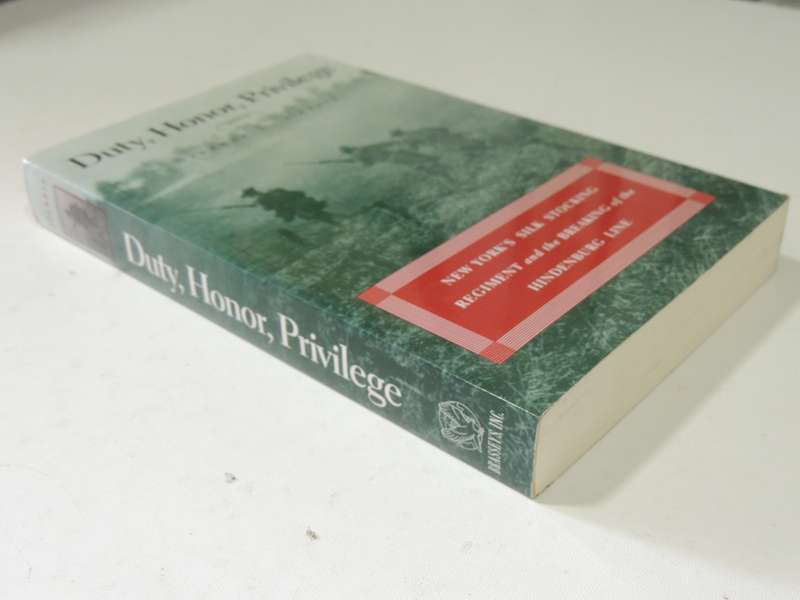 Duty, Honor, Privilege
NEW YORK'S SILK STOCKING
REGIMENT and the BREAKING of the
HINDENBURG LINE
Duty, Honor, Privilege
BRASSEY'S INC.